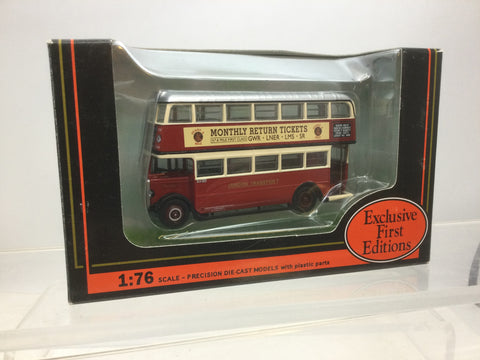 MONTHLY RETURN TICKETS
GWR · LNER · LMS · SR
LONDON TRANSPORT
Exclusive
First
Editions
1:76 SCALE – PRECISION DIE-CAST MODELS with plastic parts